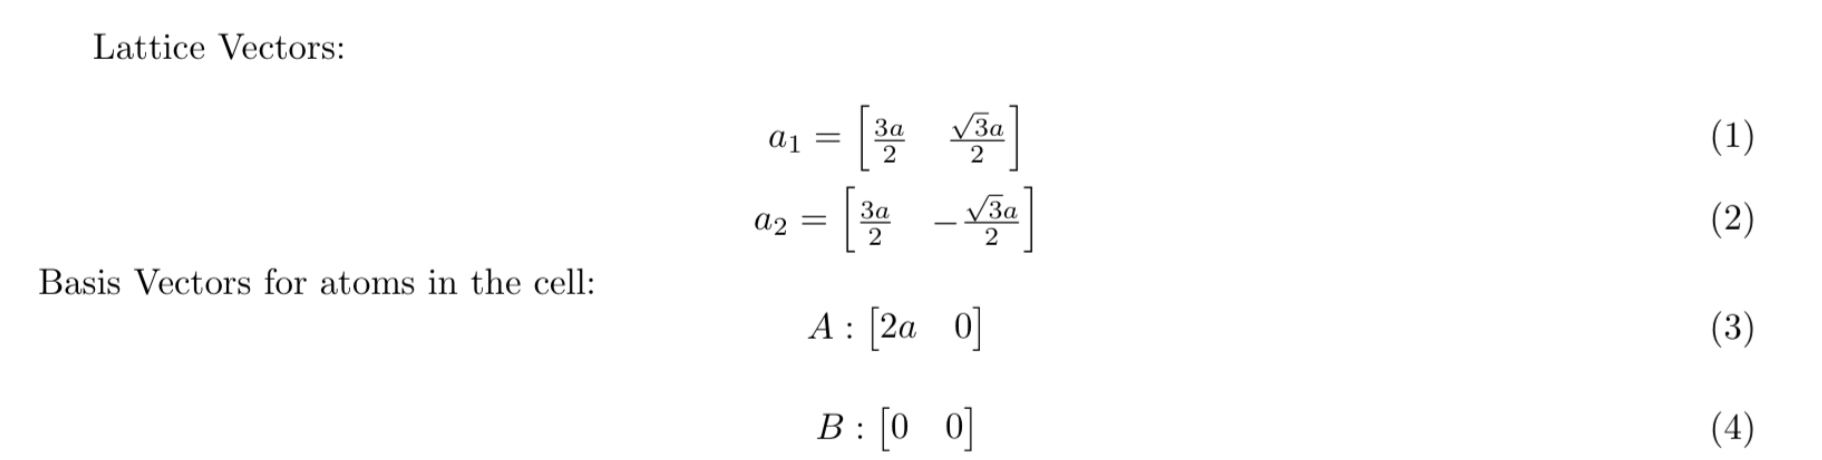 Lattice Vectors:
a₁ = [3a/2 √3a/2] (1)
a₂ = [3a/2 −√3a/2] (2)
Basis Vectors for atoms in the cell:
A : [2a 0] (3)
B : [0 0] (4)